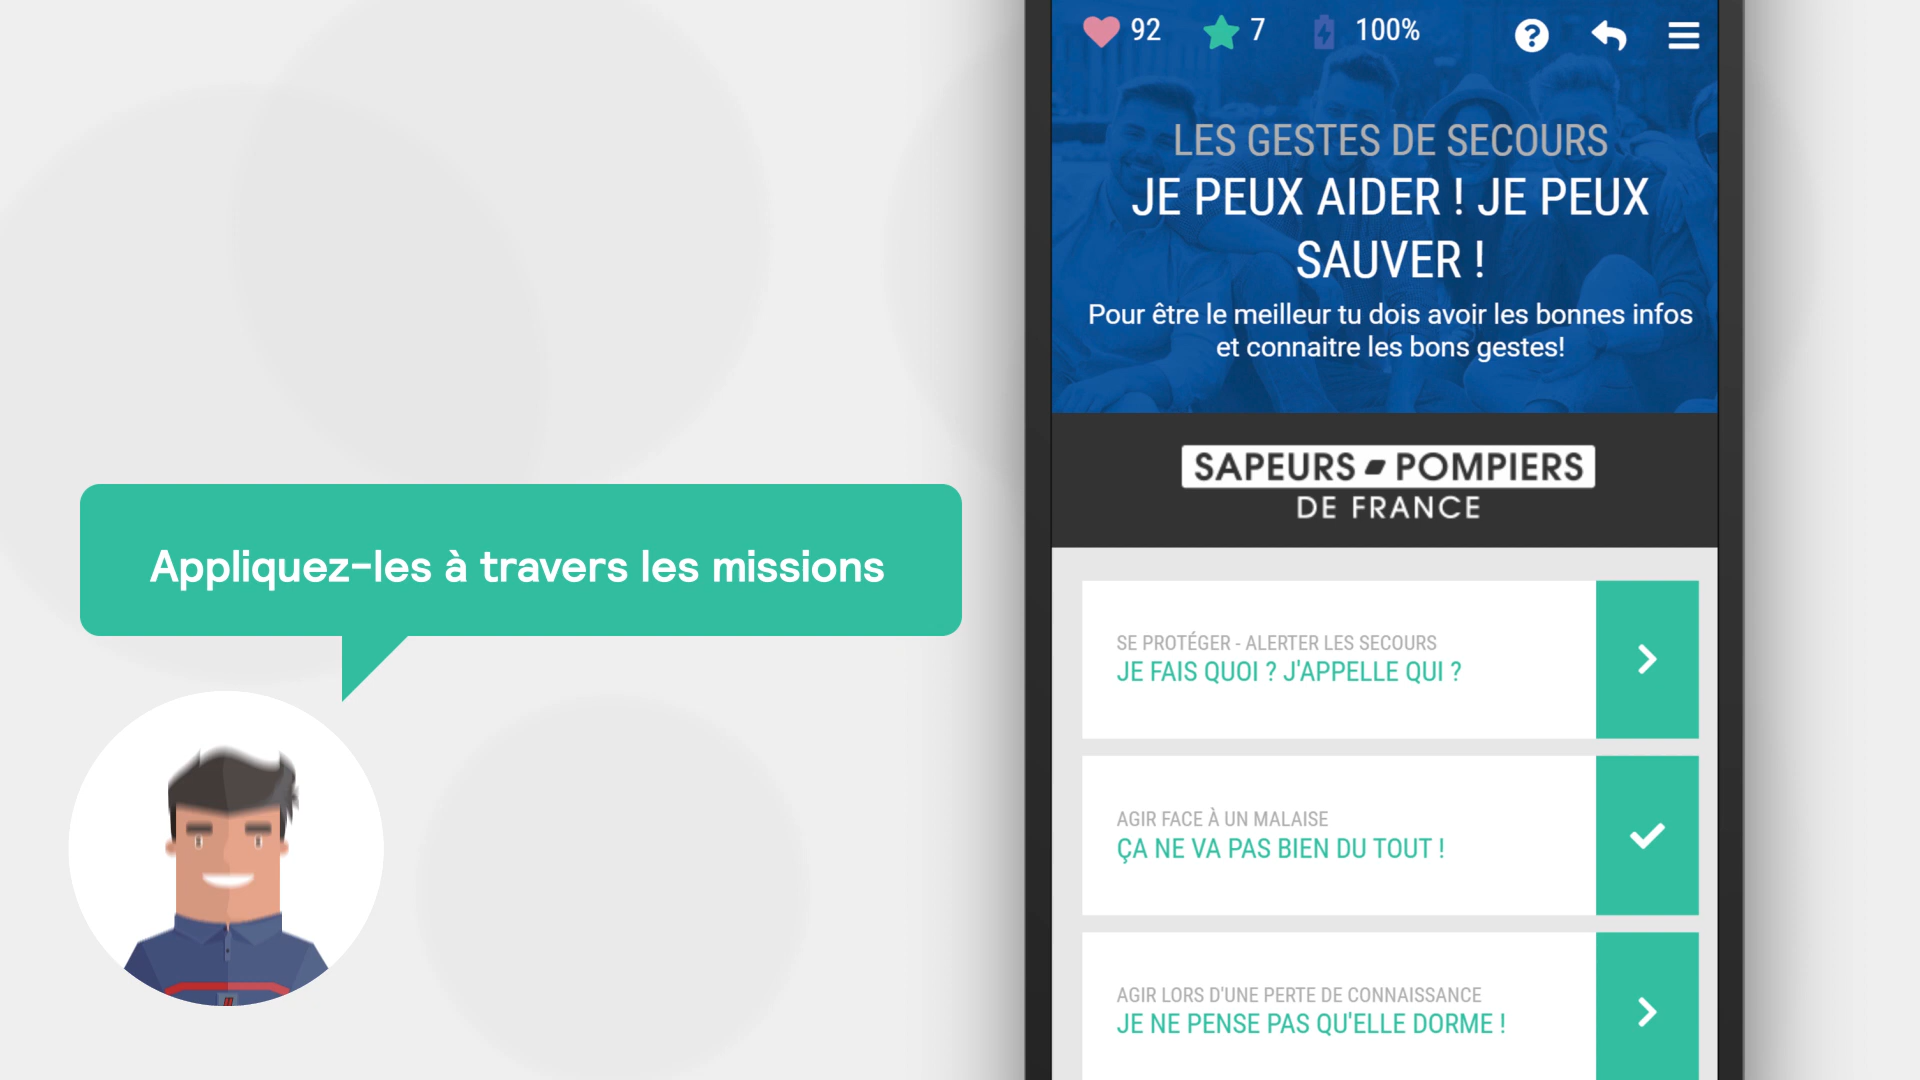 92 7 100%
LES GESTES DE SECOURS
JE PEUX AIDER ! JE PEUX
SAUVER !
Pour être le meilleur tu dois avoir les bonnes infos
et connaitre les bons gestes!
SAPEURS-POMPIERS
DE FRANCE
Appliquez-les à travers les missions
SE PROTÉGER - ALERTER LES SECOURS
JE FAIS QUOI ? J'APPELLE QUI ?
AGIR FACE À UN MALAISE
ÇA NE VA PAS BIEN DU TOUT !
AGIR LORS D'UNE PERTE DE CONNAISSANCE
JE NE PENSE PAS QU'ELLE DORME !